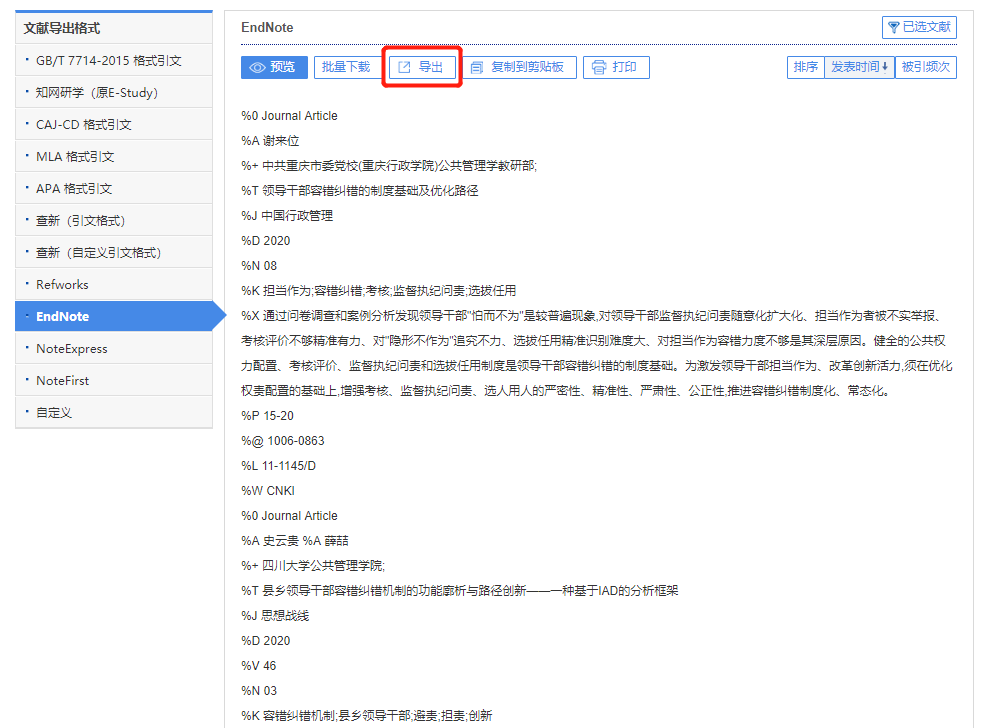 文献导出格式
GB/T 7714-2015 格式引文
知网研学（原E-Study）
CAJ-CD 格式引文
MLA 格式引文
APA 格式引文
查新（引文格式）
查新（自定义引文格式）
Refworks
EndNote
NoteExpress
NoteFirst
自定义
EndNote
已选文献
预览 批量下载 导出 复制到剪贴板 打印 排序 发表时间↓ 被引频次
%0 Journal Article
%A 谢来位
%+ 中共重庆市委党校(重庆行政学院)公共管理学教研部;
%T 领导干部容错纠错的制度基础及优化路径
%J 中国行政管理
%D 2020
%N 08
%K 担当作为;容错纠错;考核;监督执纪问责;选拔任用
%X 通过问卷调查和案例分析发现领导干部"怕而不为"是较普遍现象,对领导干部监督执纪问责随意化扩大化、担当作为者被不实举报、
考核评价不够精准有力、对"隐形不作为"追究不力、选拔任用精准识别难度大、对担当作为容错力度不够是其深层原因。健全的公共权
力配置、考核评价、监督执纪问责和选拔任用制度是领导干部容错纠错的制度基础。为激发领导干部担当作为、改革创新活力,须在优化
权责配置的基础上,增强考核、监督执纪问责、选人用人的严密性、精准性、严肃性、公正性,推进容错纠错制度化、常态化。
%P 15-20
%@ 1006-0863
%L 11-1145/D
%W CNKI
%0 Journal Article
%A 史云贵 %A 薛喆
%+ 四川大学公共管理学院;
%T 县乡领导干部容错纠错机制的功能廓析与路径创新——一种基于IAD的分析框架
%J 思想战线
%D 2020
%V 46
%N 03
%K 容错纠错机制;县乡领导干部;避责;担责;创新